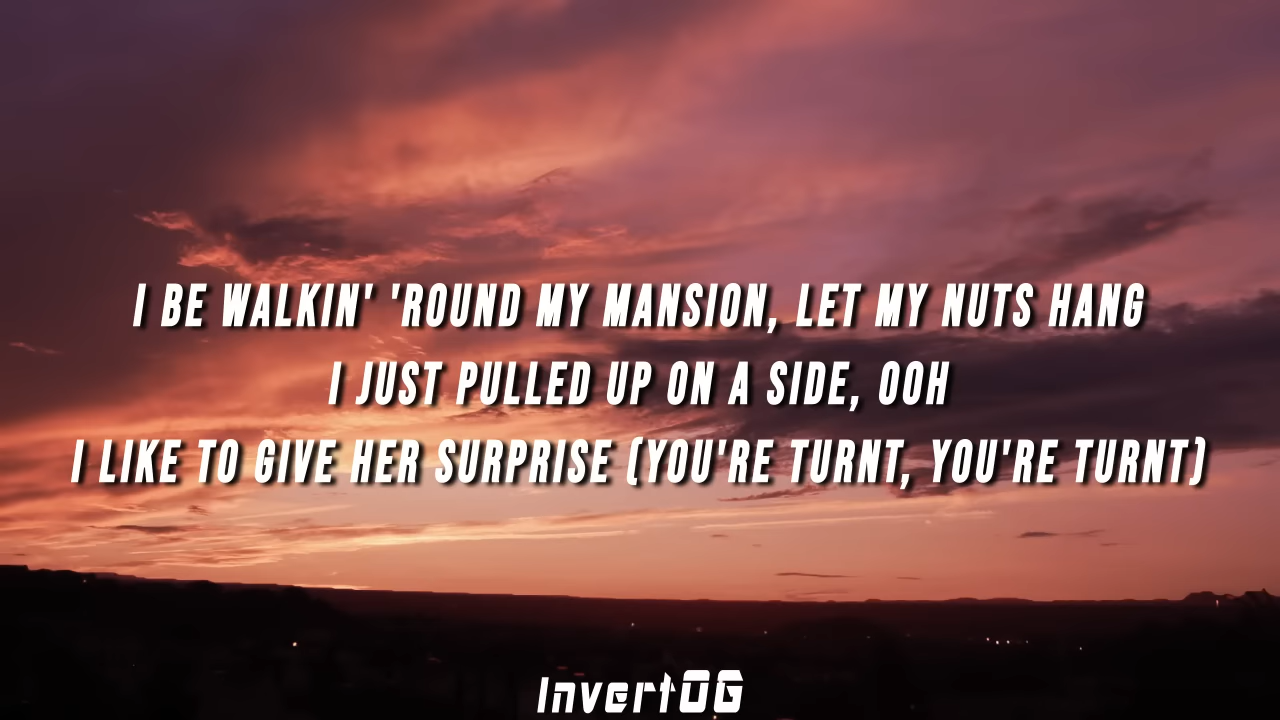 I BE WALKIN' 'ROUND MY MANSION, LET MY NUTS HANG
I JUST PULLED UP ON A SIDE, OOH
I LIKE TO GIVE HER SURPRISE (YOU'RE TURNT, YOU'RE TURNT)
InvertOG